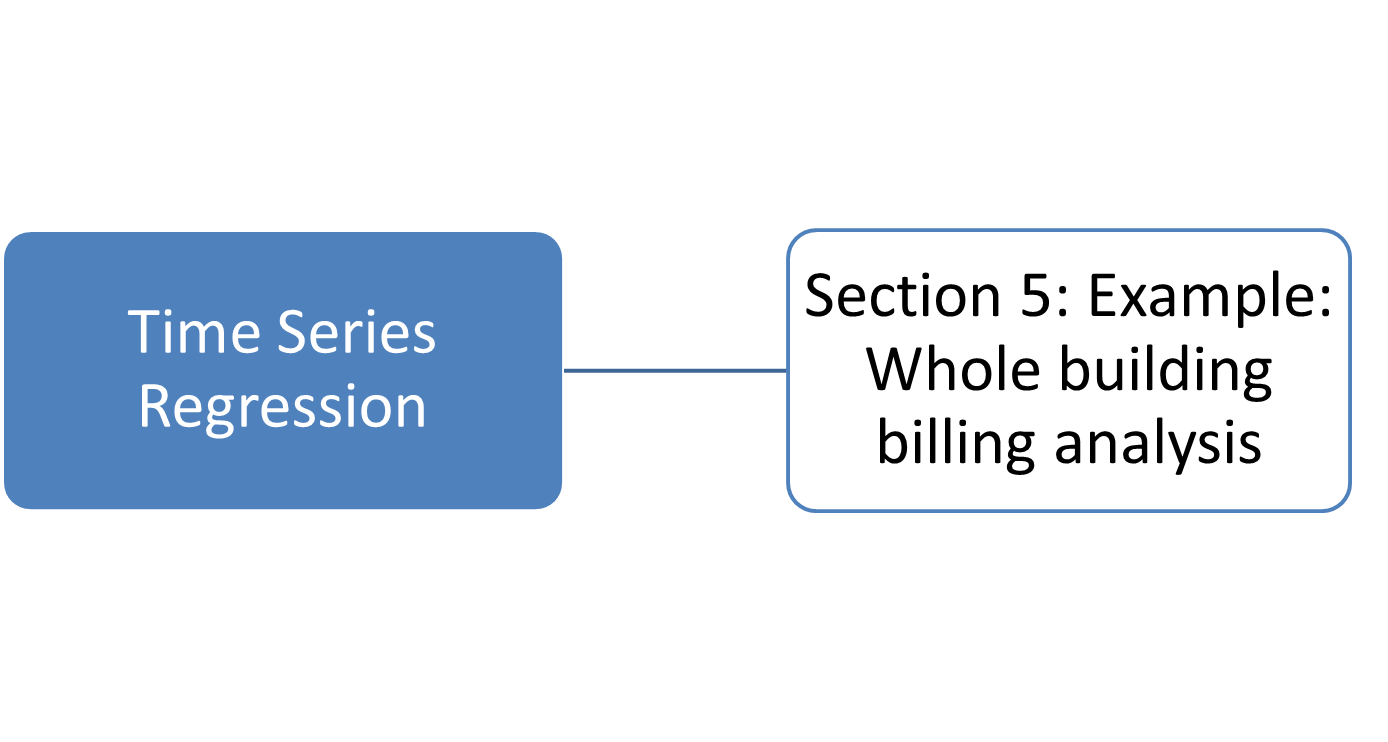 Time Series
Regression
Section 5: Example:
Whole building
billing analysis